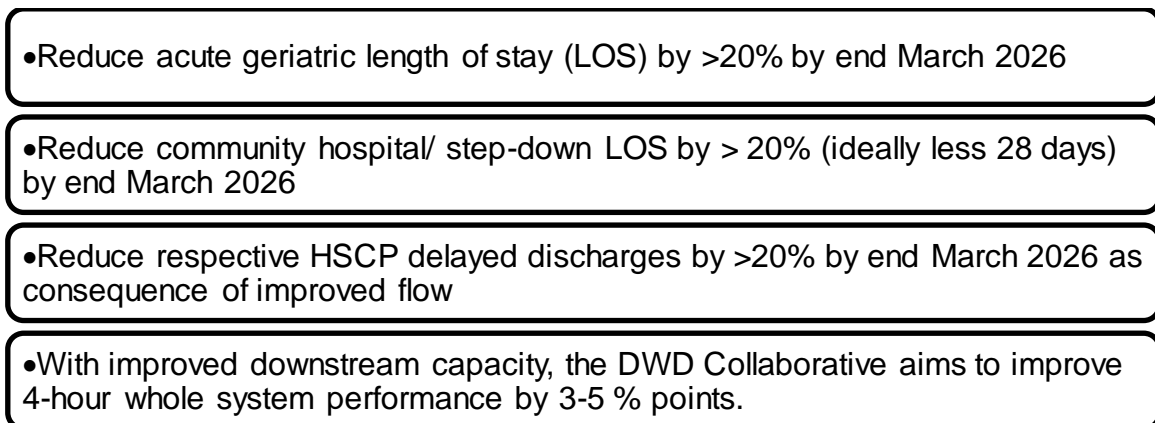 •Reduce acute geriatric length of stay (LOS) by >20% by end March 2026
•Reduce community hospital/ step-down LOS by > 20% (ideally less 28 days)
by end March 2026
•Reduce respective HSCP delayed discharges by >20% by end March 2026 as
consequence of improved flow
•With improved downstream capacity, the DWD Collaborative aims to improve
4-hour whole system performance by 3-5 % points.